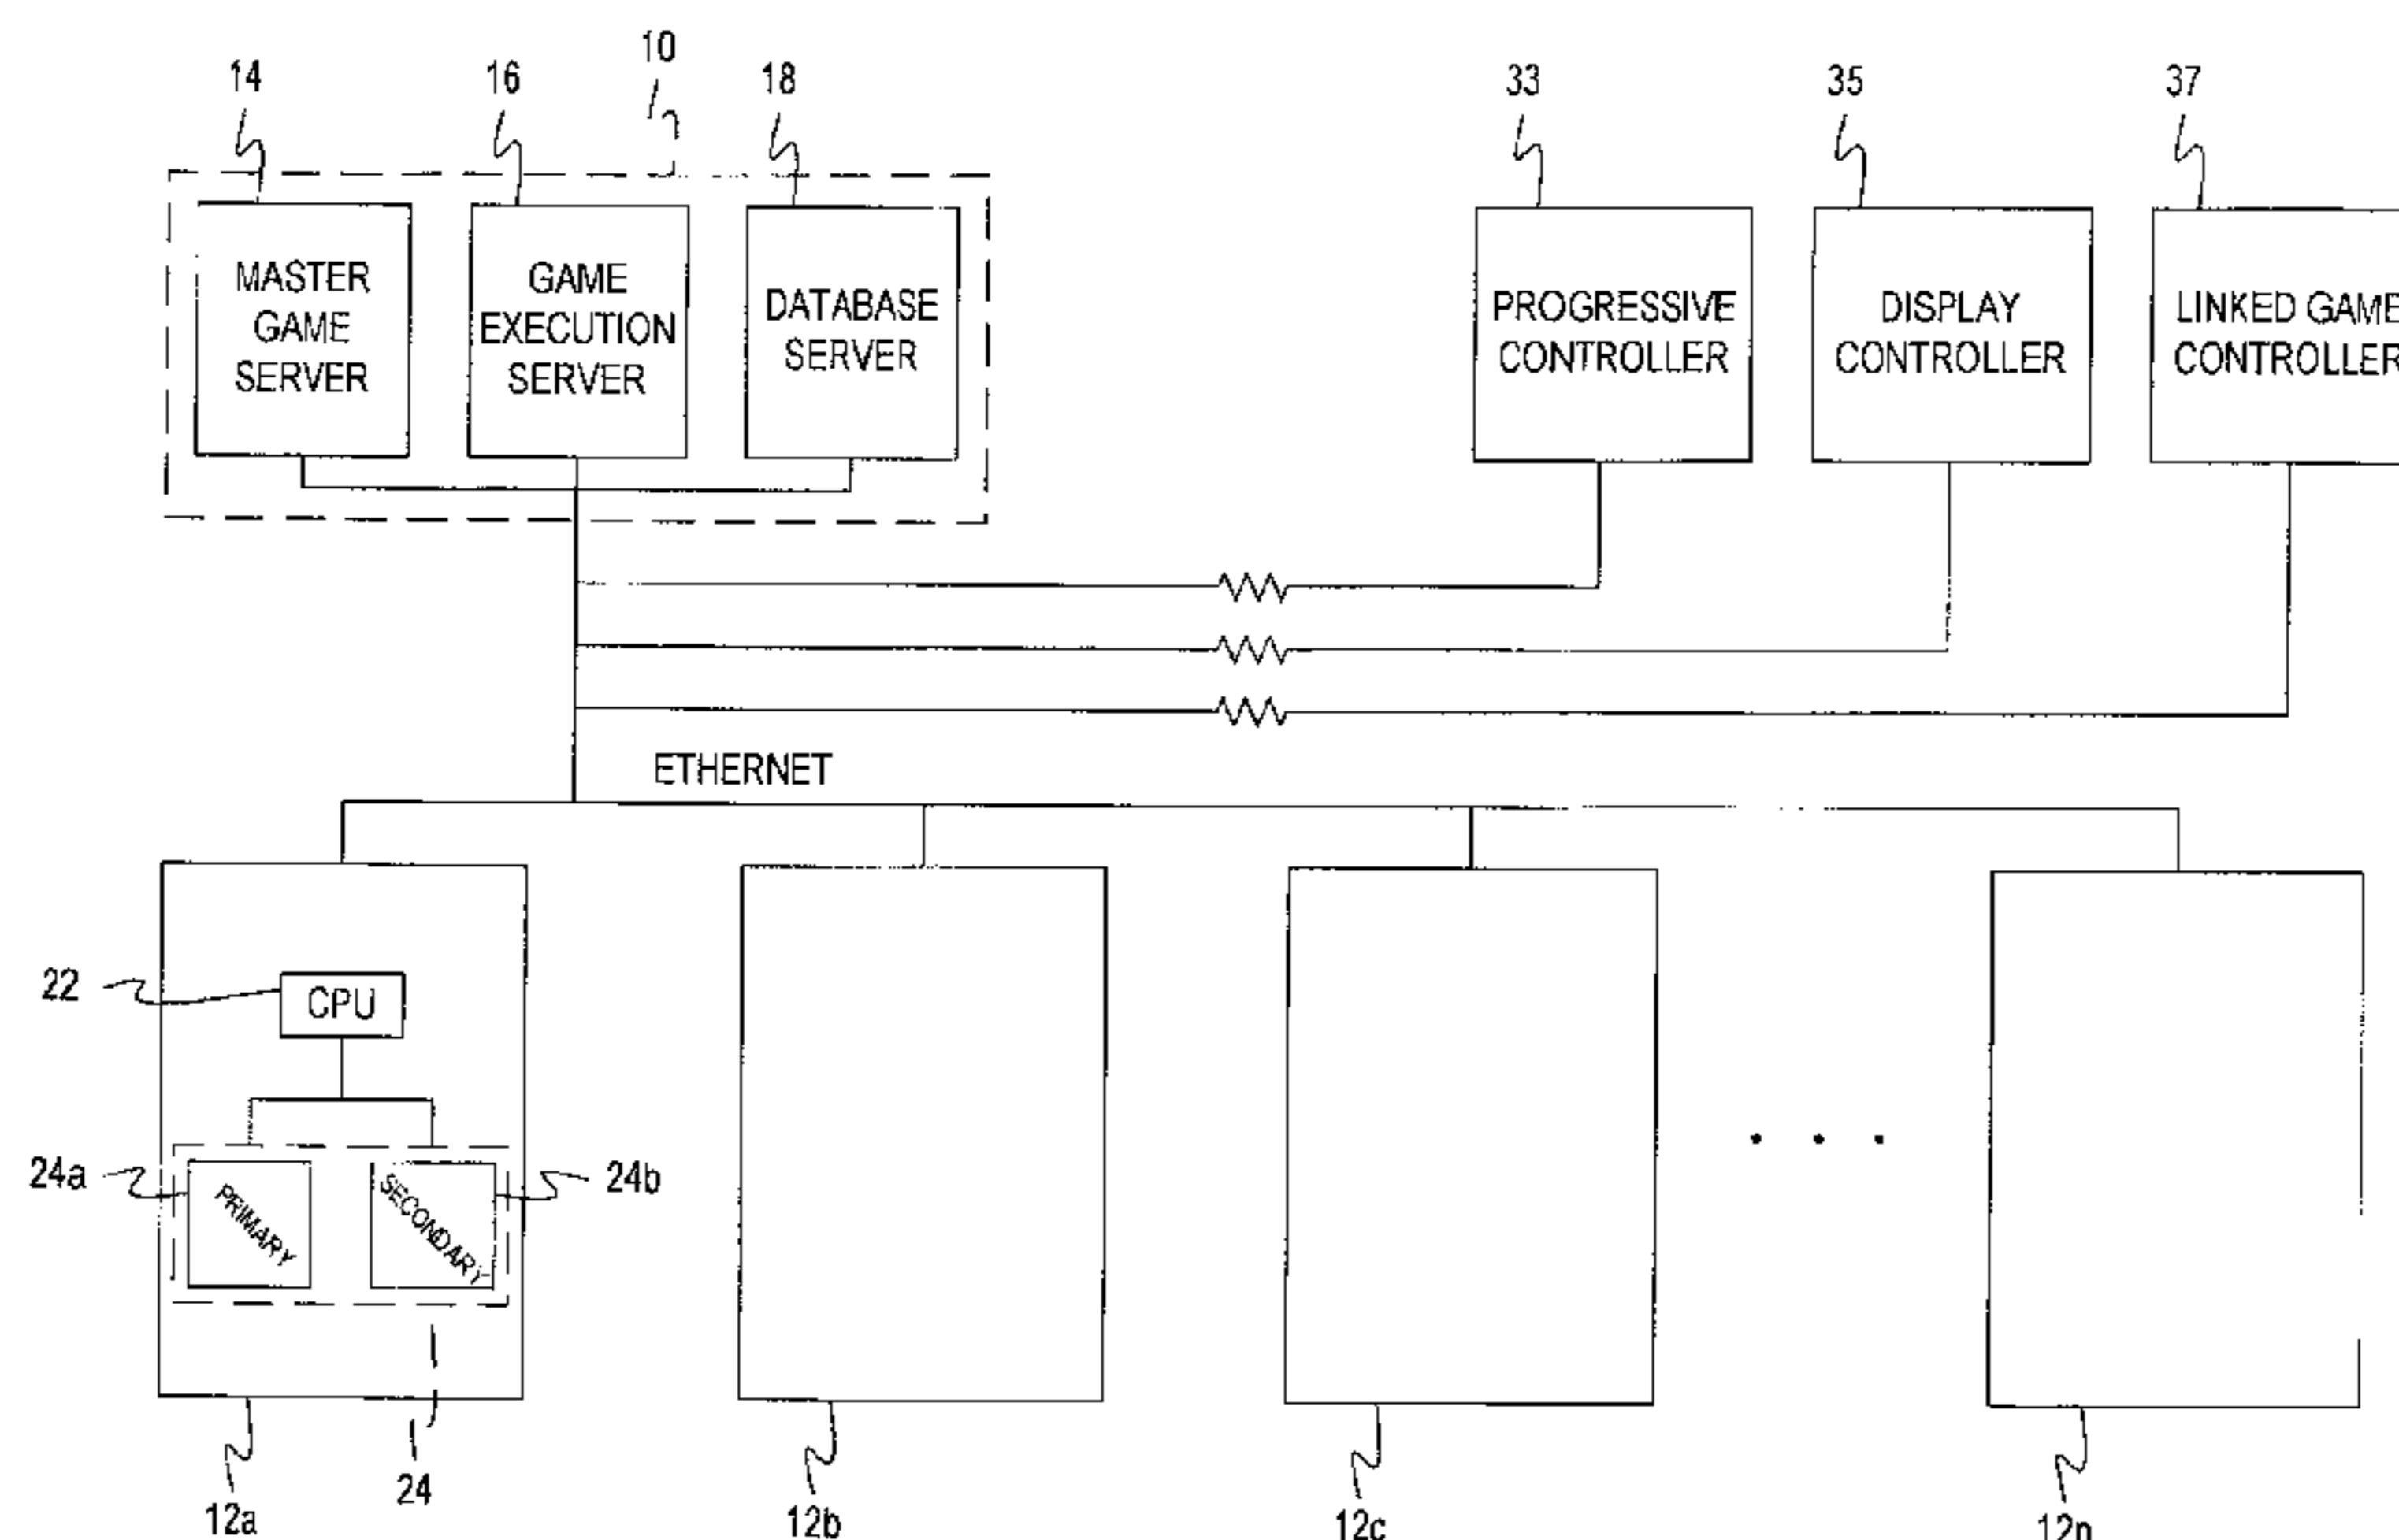 10
14
16
18
33
35
37
MASTER
GAME
SERVER
GAME
EXECUTION
SERVER
DATABASE
SERVER
PROGRESSIVE
CONTROLLER
DISPLAY
CONTROLLER
LINKED GAME
CONTROLLER
ETHERNET
22
CPU
24a
PRIMARY
SECONDARY
24b
24
12a
12b
12c
12n